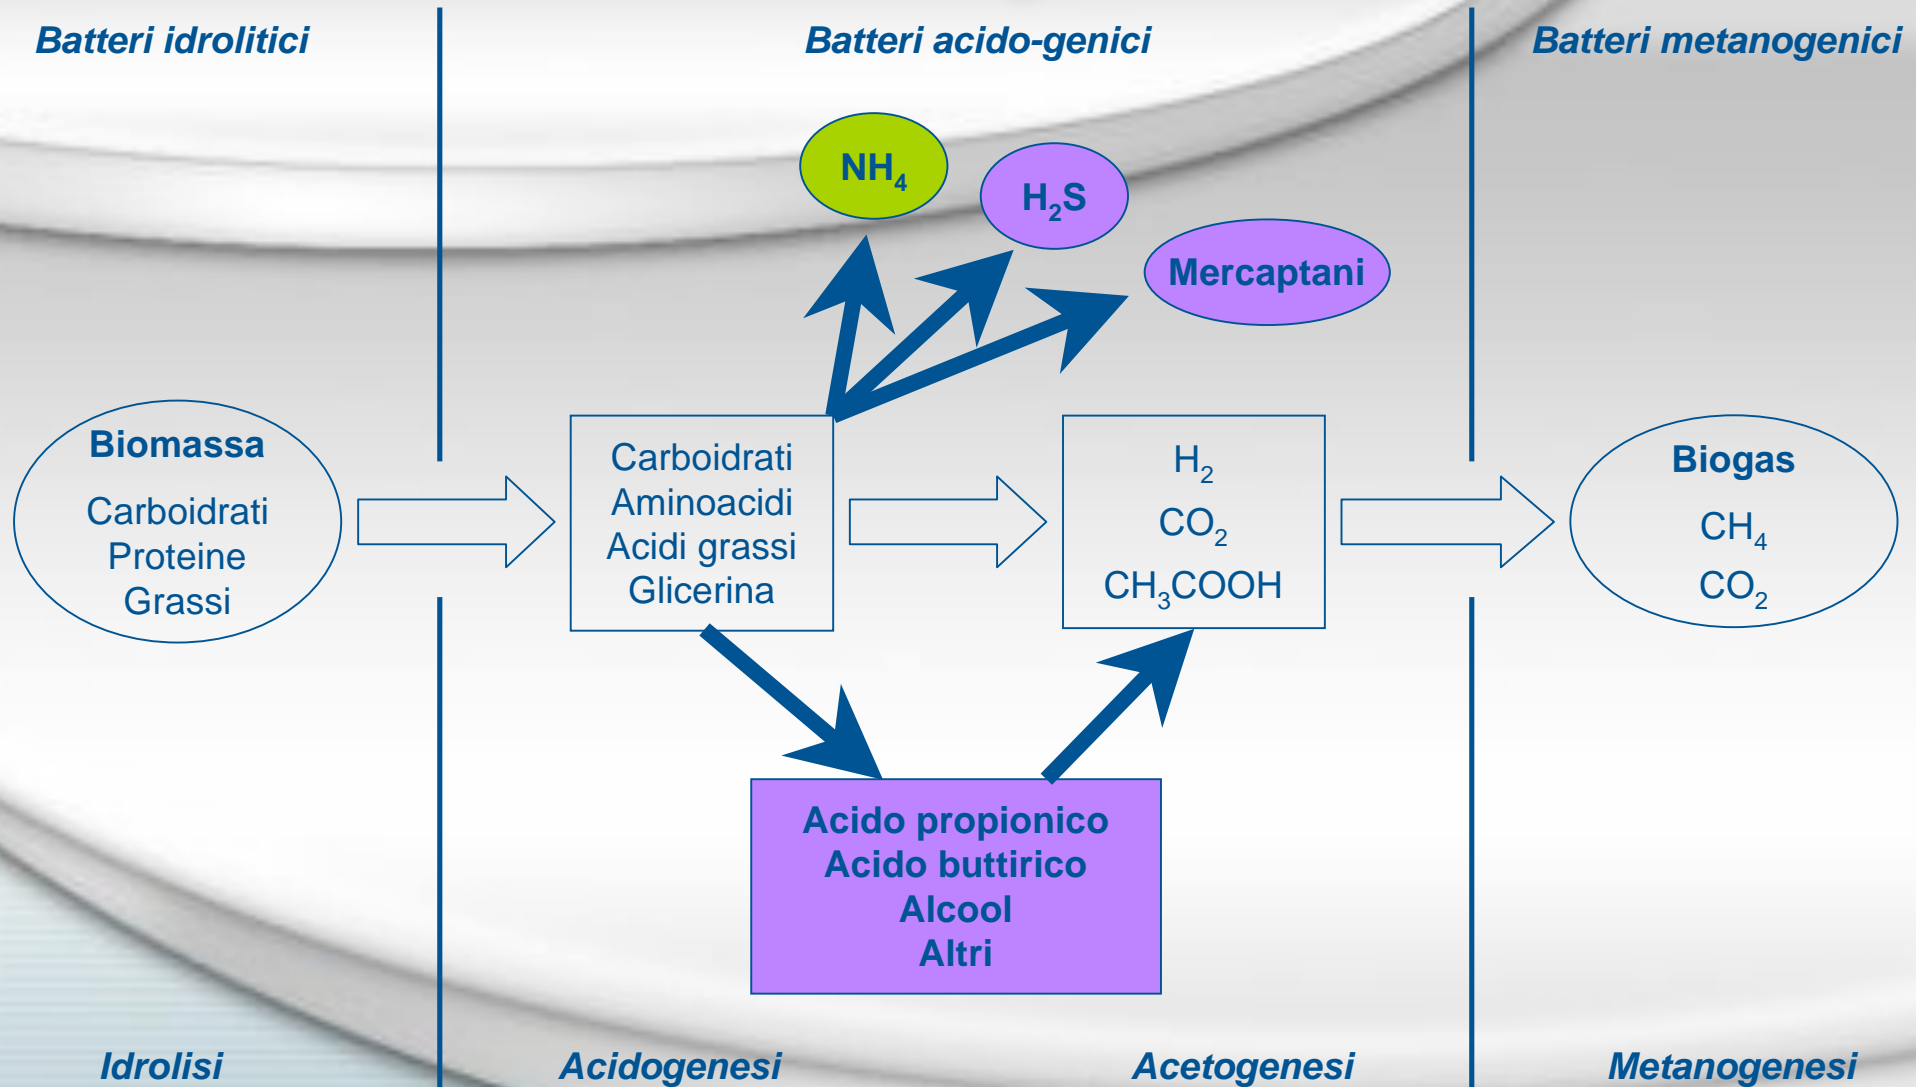 Batteri idrolitici
Batteri acido-genici
Batteri metanogenici
NH₄
H₂S
Mercaptani
Biomassa
Carboidrati
Proteine
Grassi
Carboidrati
Aminoacidi
Acidi grassi
Glicerina
H₂
CO₂
CH₃COOH
Biogas
CH₄
CO₂
Acido propionico
Acido buttirico
Alcool
Altri
Idrolisi
Acidogenesi
Acetogenesi
Metanogenesi